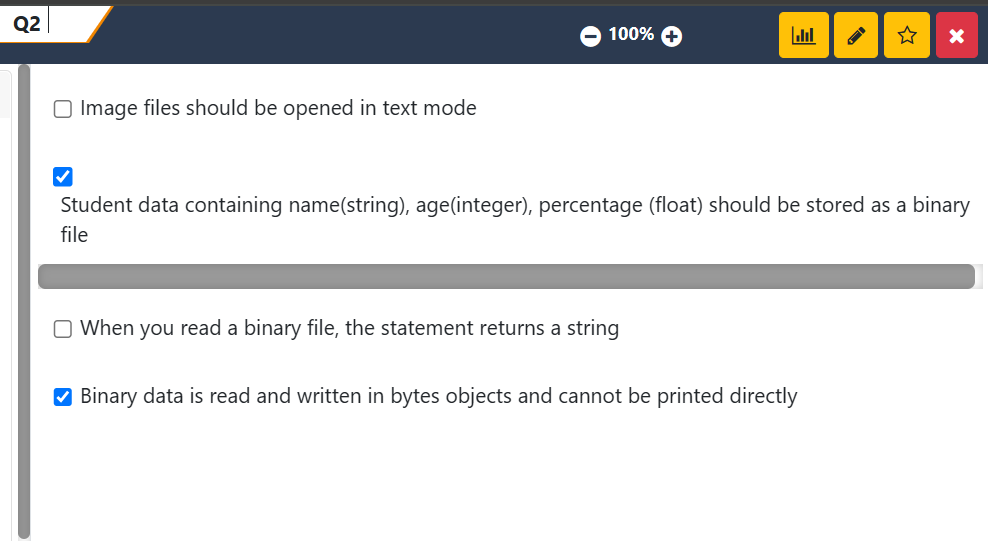 Q2
100%
Image files should be opened in text mode
Student data containing name(string), age(integer), percentage (float) should be stored as a binary
file
When you read a binary file, the statement returns a string
Binary data is read and written in bytes objects and cannot be printed directly